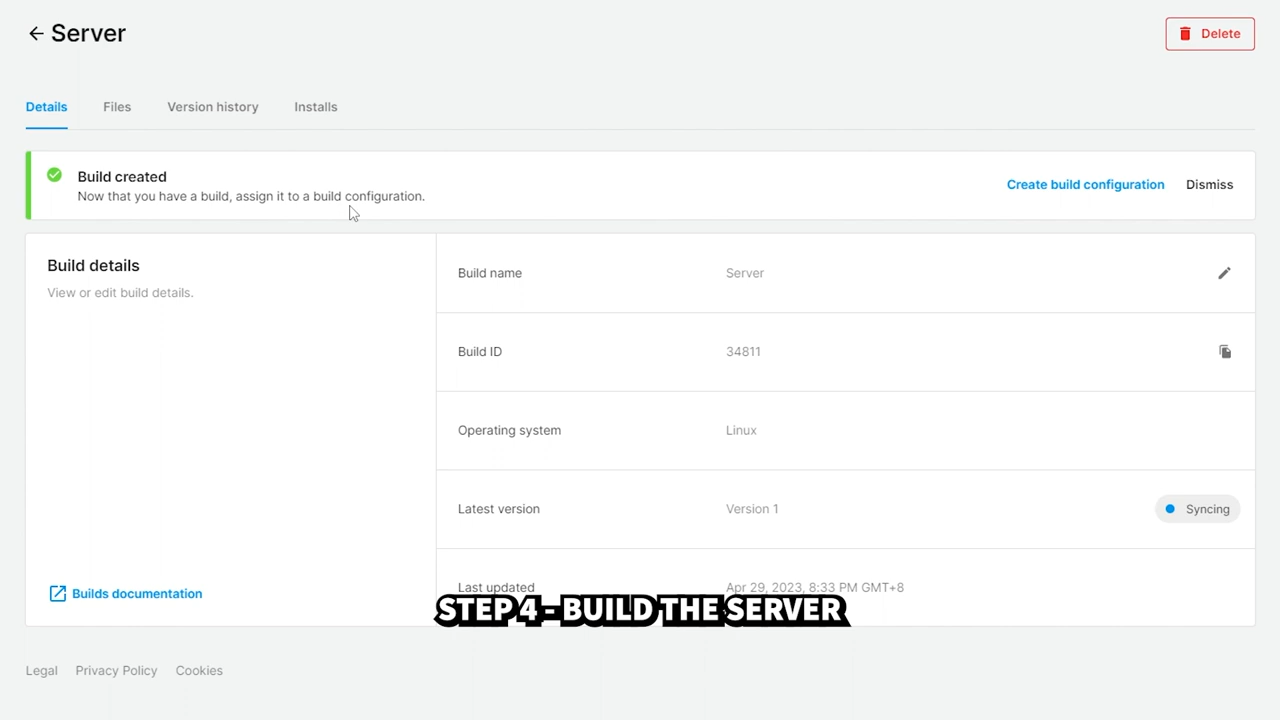 Server
Delete
Details
Files
Version history
Installs
Build created
Now that you have a build, assign it to a build configuration.
Create build configuration
Dismiss
Build details
View or edit build details.
Build name
Server
Build ID
34811
Operating system
Linux
Latest version
Version 1
Syncing
Last updated
Apr 29, 2023, 8:33 PM GMT+8
Builds documentation
STEP 4 - BUILD THE SERVER
Legal
Privacy Policy
Cookies